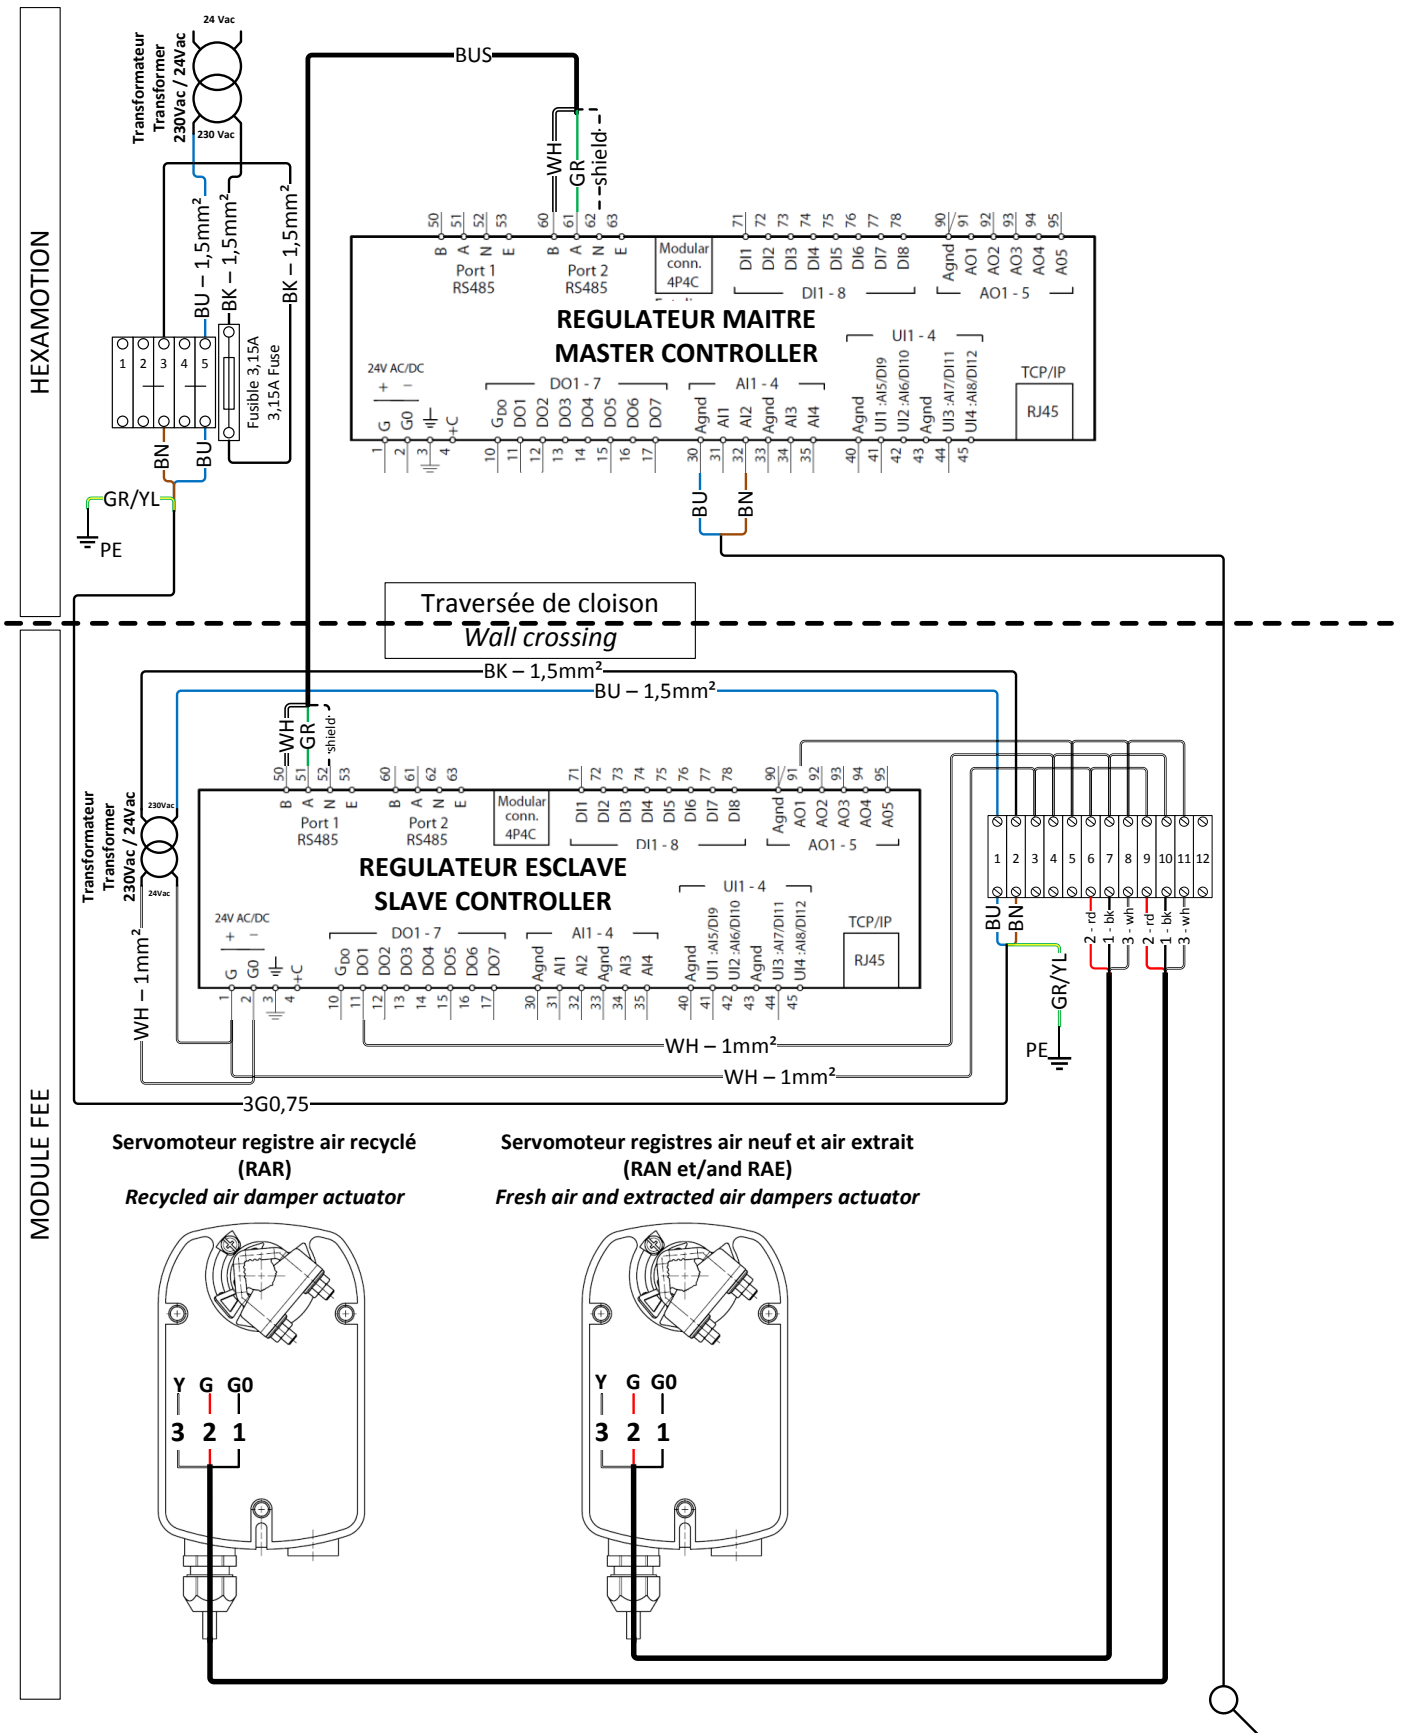 HEXAMOTION
24 Vac
Transformateur
Transformer
230Vac / 24Vac
230 Vac
BU – 1,5mm²
BK – 1,5mm²
BK – 1,5mm²
1 2 3 4 5
Fusible 3,15A
3,15A Fuse
BN
BU
GR/YL
PE
BUS
WH
GR
shield
50 51 52 53
60 61 62 63
71 72 73 74 75 76 77 78
90 91 92 93 94 95
B A N E
Port 1
RS485
B A N E
Port 2
RS485
Modular
conn.
4P4C
DI1 DI2 DI3 DI4 DI5 DI6 DI7 DI8
DI1 - 8
Agnd AO1 AO2 AO3 AO4 A05
AO1 - 5
REGULATEUR MAITRE
MASTER CONTROLLER
24V AC/DC
+ –
G G0 +C
DO1 - 7
GDO DO1 DO2 DO3 DO4 DO5 DO6 DO7
AI1 - 4
Agnd AI1 AI2 Agnd AI3 AI4
UI1 - 4
Agnd UI1 :AI5/DI9 UI2 :AI6/DI10 Agnd UI3 :AI7/DI11 UI4 :AI8/DI12
TCP/IP
RJ45
1 2 3 4
10 11 12 13 14 15 16 17
30 31 32 33 34 35
40 41 42 43 44 45
BU
BN
Traversée de cloison
Wall crossing
MODULE FEE
BK – 1,5mm²
BU – 1,5mm²
WH
GR
shield
50 51 52 53
60 61 62 63
71 72 73 74 75 76 77 78
90 91 92 93 94 95
Transformateur
Transformer
230Vac / 24Vac
230Vac
24Vac
B A N E
Port 1
RS485
B A N E
Port 2
RS485
Modular
conn.
4P4C
DI1 DI2 DI3 DI4 DI5 DI6 DI7 DI8
DI1 - 8
Agnd AO1 AO2 AO3 AO4 A05
AO1 - 5
REGULATEUR ESCLAVE
SLAVE CONTROLLER
24V AC/DC
+ –
G G0 +C
DO1 - 7
GDO DO1 DO2 DO3 DO4 DO5 DO6 DO7
AI1 - 4
Agnd AI1 AI2 Agnd AI3 AI4
UI1 - 4
Agnd UI1 :AI5/DI9 UI2 :AI6/DI10 Agnd UI3 :AI7/DI11 UI4 :AI8/DI12
TCP/IP
RJ45
1 2 3 4
10 11 12 13 14 15 16 17
30 31 32 33 34 35
40 41 42 43 44 45
1 2 3 4 5 6 7 8 9 10 11 12
BU
BN
2 - rd
1 - bk
3 - wh
2 - rd
1 - bk
3 - wh
GR/YL
PE
WH – 1mm²
WH – 1mm²
WH – 1mm²
3G0,75
Servomoteur registre air recyclé
(RAR)
Recycled air damper actuator
Servomoteur registres air neuf et air extrait
(RAN et/and RAE)
Fresh air and extracted air dampers actuator
Y G G0
3 2 1
Y G G0
3 2 1